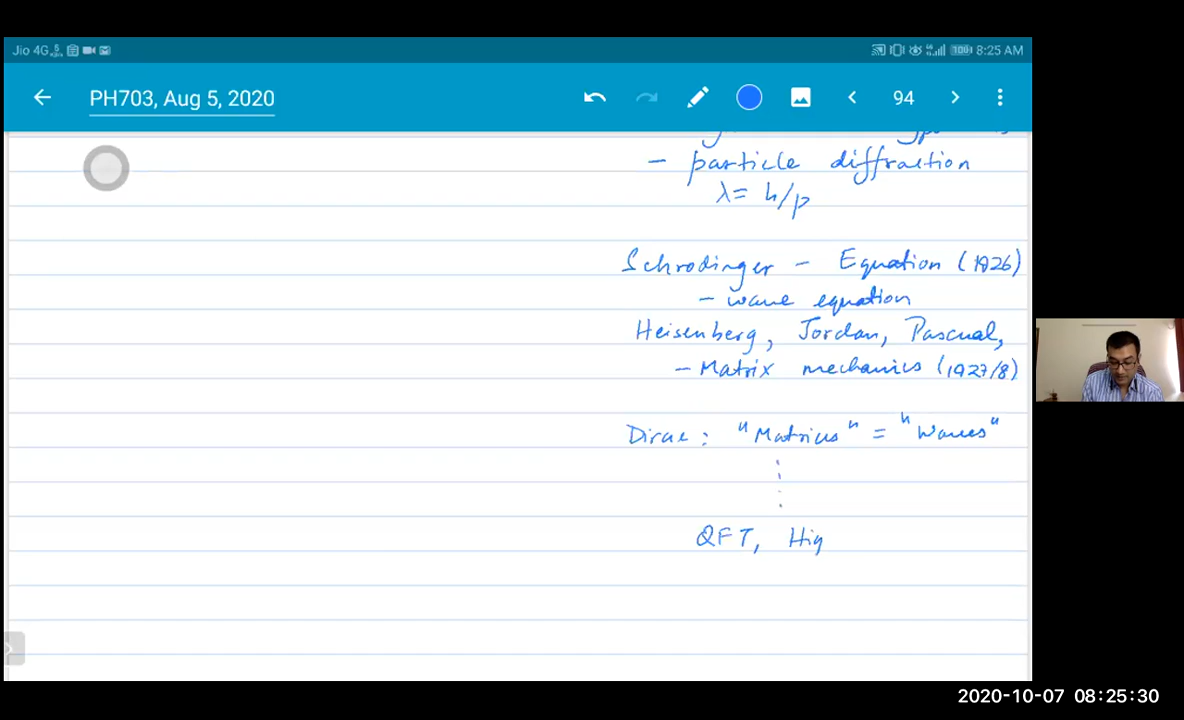 Jio 4G 8:25 AM
PH703, Aug 5, 2020 94
- particle diffraction
λ= h/p
Schrodinger - Equation (1926)
- wave equation
Heisenberg, Jordan, Pascual,
- Matrix mechanics (1927/8)
Dirac: "Matrices" = "Waves"
QFT, Hig
2020-10-07 08:25:30